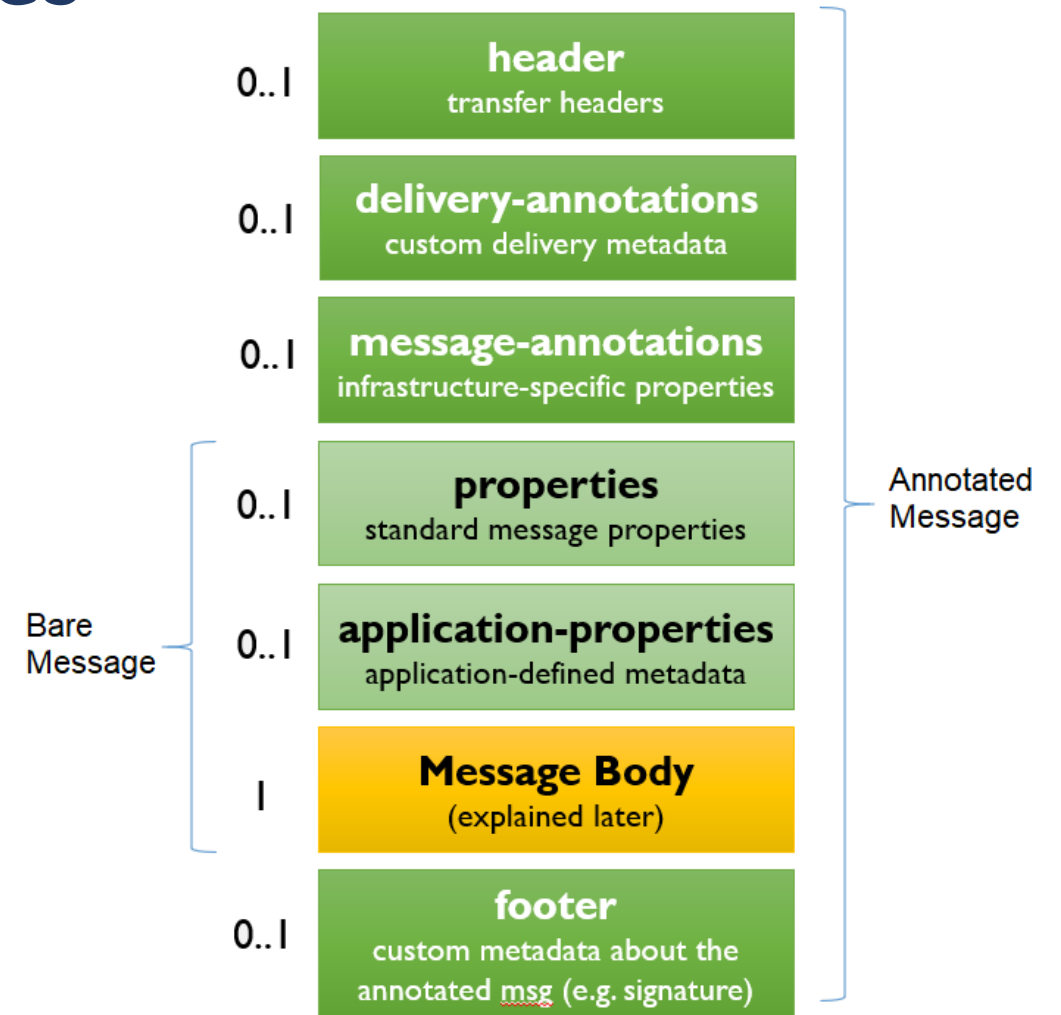 0..1
header
transfer headers
0..1
delivery-annotations
custom delivery metadata
0..1
message-annotations
infrastructure-specific properties
0..1
properties
standard message properties
Annotated
Message
Bare
Message
0..1
application-properties
application-defined metadata
1
Message Body
(explained later)
0..1
footer
custom metadata about the
annotated msg (e.g. signature)